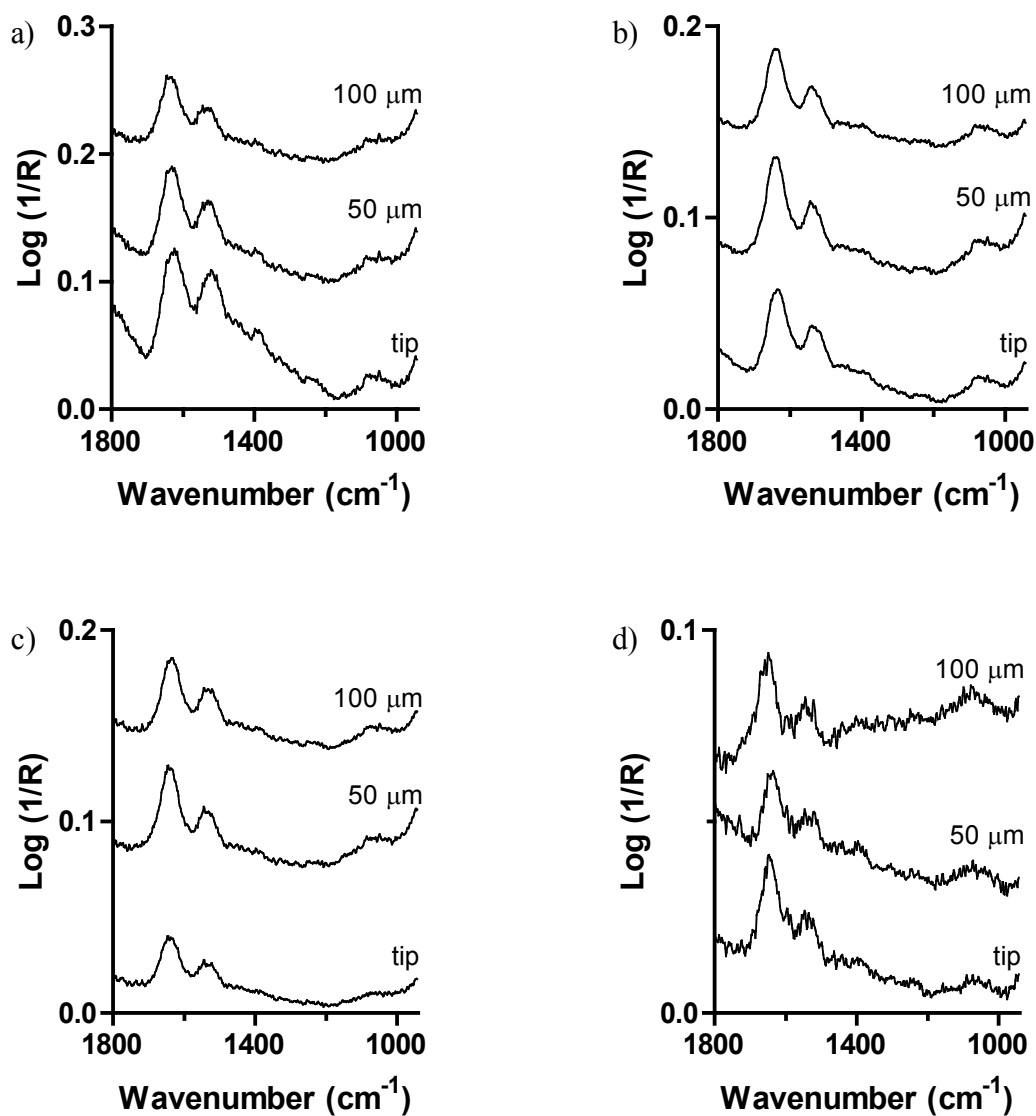 a)
Log (1/R)
0.3
0.2
0.1
0.0
100 μm
50 μm
tip
1800 1400 1000
Wavenumber (cm⁻¹)
b)
Log (1/R)
0.2
0.1
0.0
100 μm
50 μm
tip
1800 1400 1000
Wavenumber (cm⁻¹)
c)
Log (1/R)
0.2
0.1
0.0
100 μm
50 μm
tip
1800 1400 1000
Wavenumber (cm⁻¹)
d)
Log (1/R)
0.1
0.0
100 μm
50 μm
tip
1800 1400 1000
Wavenumber (cm⁻¹)